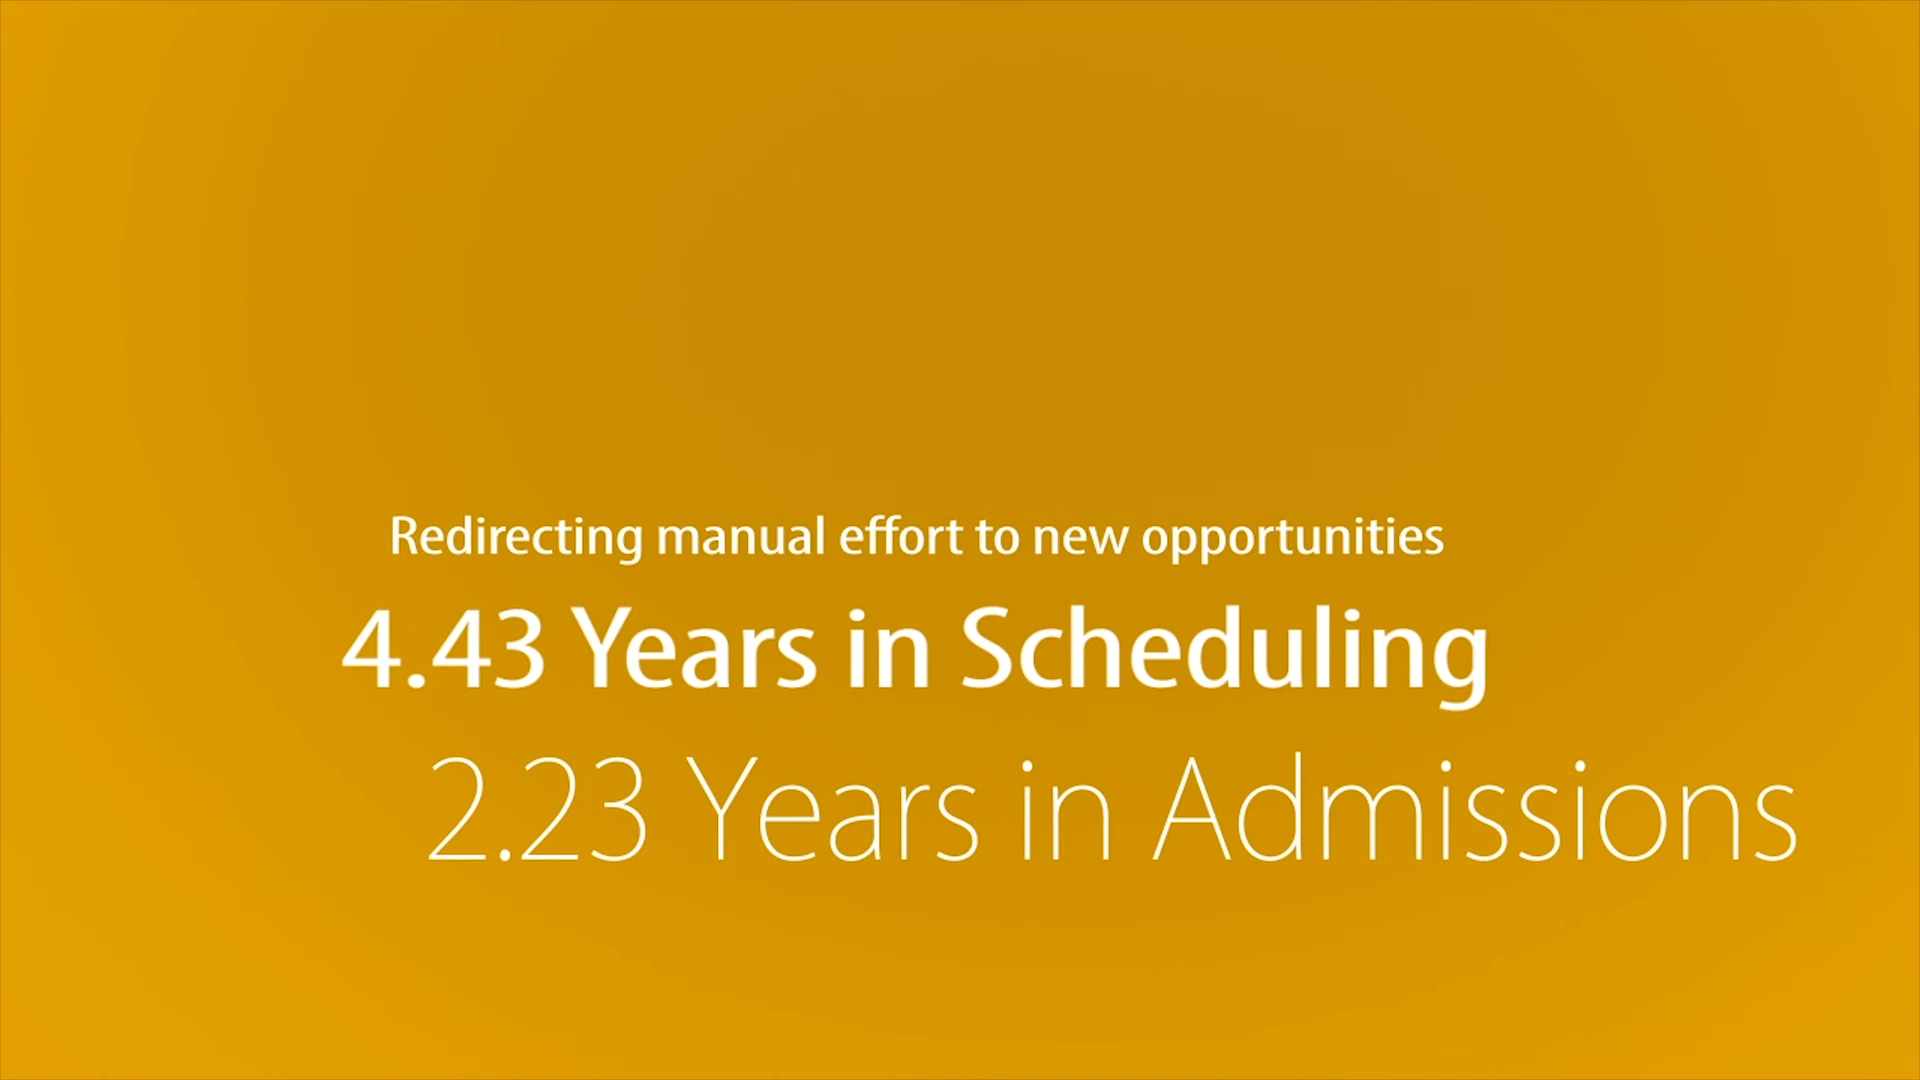 Redirecting manual effort to new opportunities
4.43 Years in Scheduling
2.23 Years in Admissions